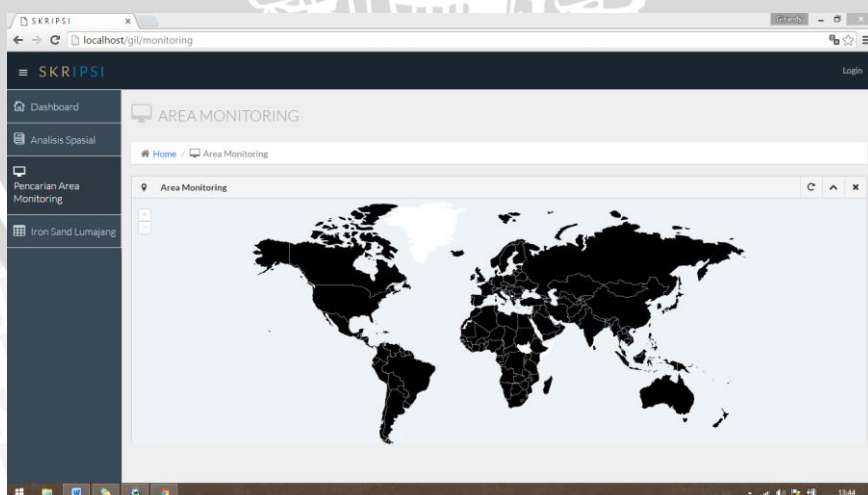 SKRIPSI
Girandy
localhost/gil/monitoring
SKRIPSI
Login
Dashboard
AREA MONITORING
Analisis Spasial
Home / Area Monitoring
Pencarian Area
Monitoring
Area Monitoring
Iron Sand Lumajang
13:44